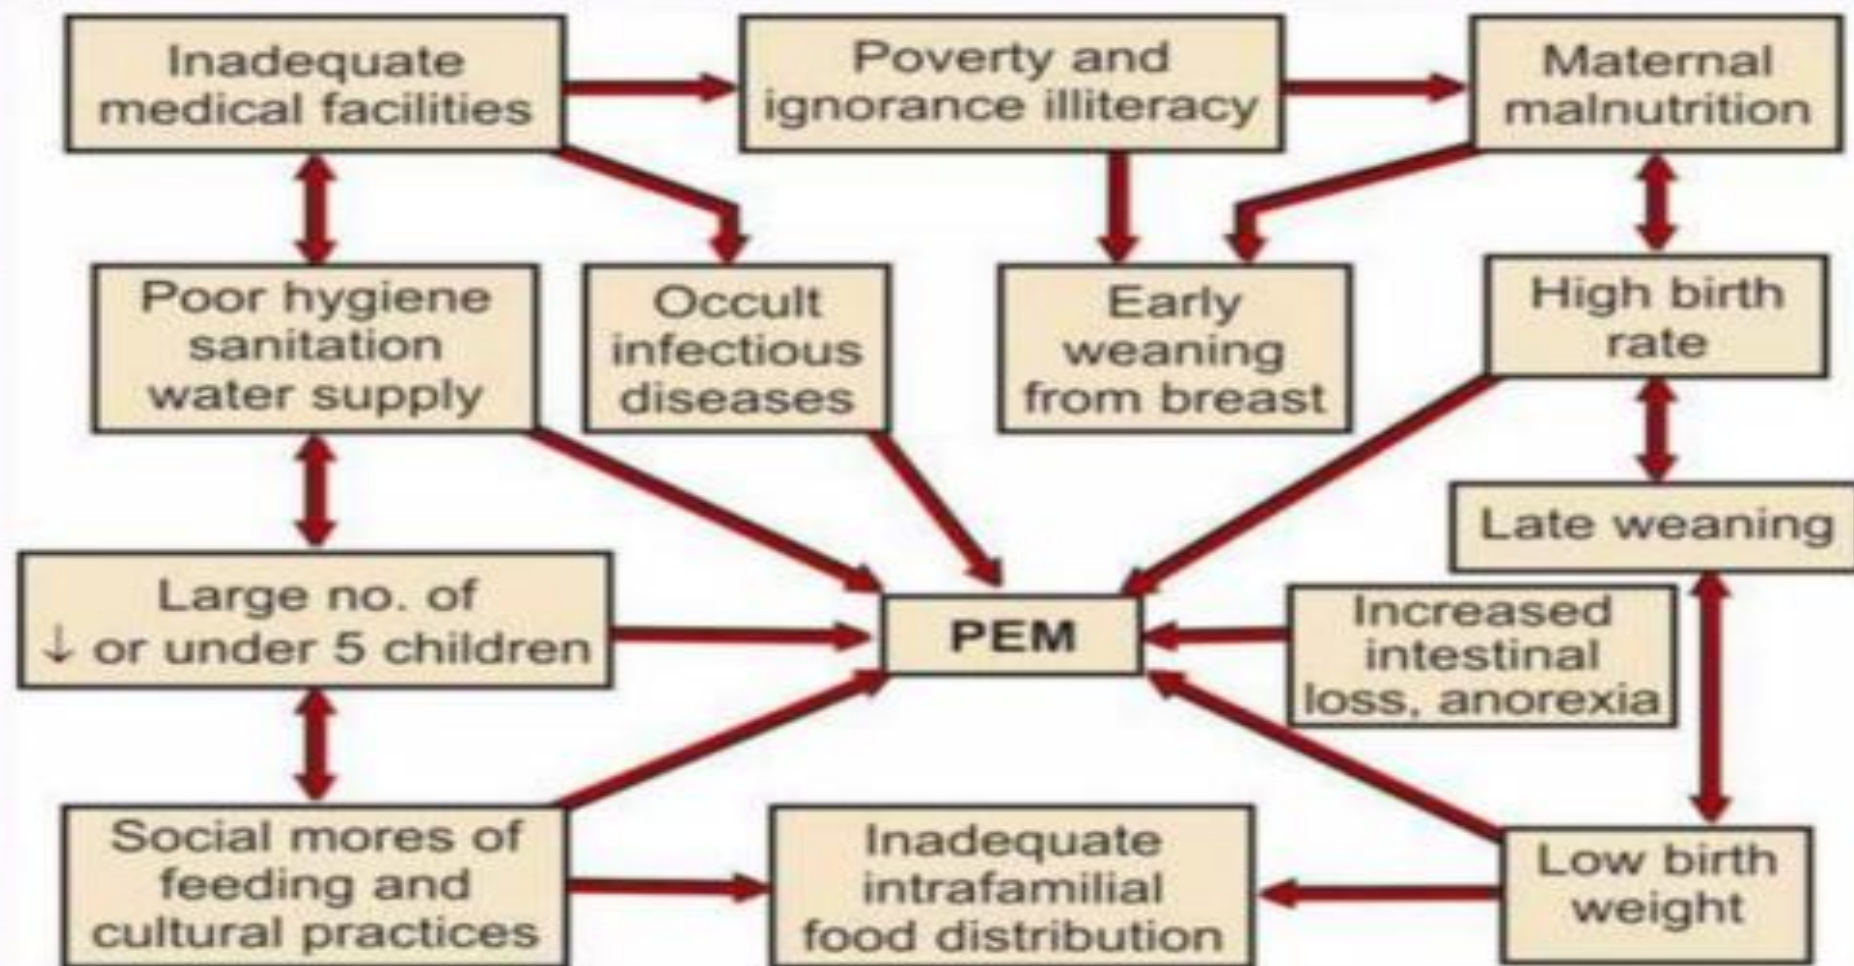 Inadequate
medical facilities
Poverty and
ignorance illiteracy
Maternal
malnutrition
Poor hygiene
sanitation
water supply
Occult
infectious
diseases
Early
weaning
from breast
High birth
rate
Late weaning
Large no. of
↓ or under 5 children
PEM
Increased
intestinal
loss, anorexia
Social mores of
feeding and
cultural practices
Inadequate
intrafamilial
food distribution
Low birth
weight